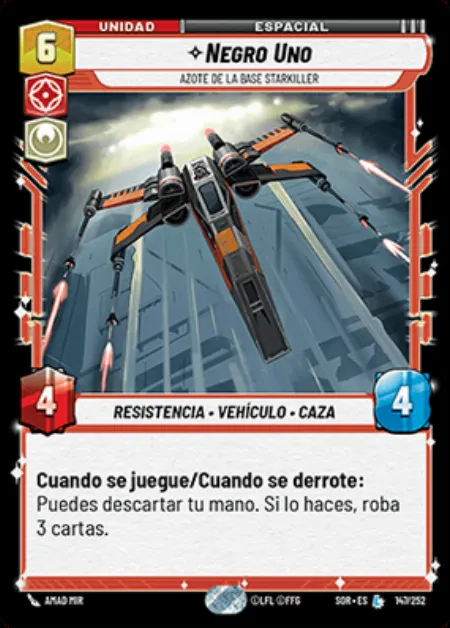 UNIDAD
ESPACIAL
6
NEGRO UNO
AZOTE DE LA BASE STARKILLER
4
RESISTENCIA • VEHÍCULO • CAZA
4
Cuando se juegue/Cuando se derrote:
Puedes descartar tu mano. Si lo haces, roba
3 cartas.
AMAD MIR
©LFL ©FFG
SOR • ES
L
147/252